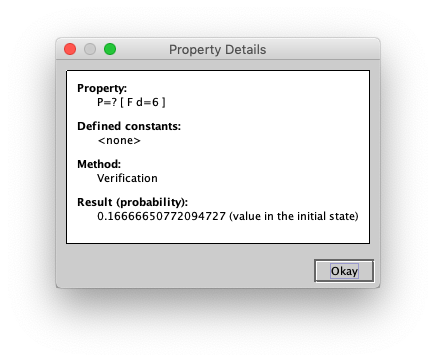 Property Details
Property:
P=? [ F d=6 ]
Defined constants:
<none>
Method:
Verification
Result (probability):
0.16666650772094727 (value in the initial state)
Okay